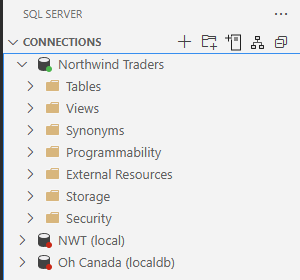 SQL SERVER
CONNECTIONS
Northwind Traders
Tables
Views
Synonyms
Programmability
External Resources
Storage
Security
NWT (local)
Oh Canada (localdb)